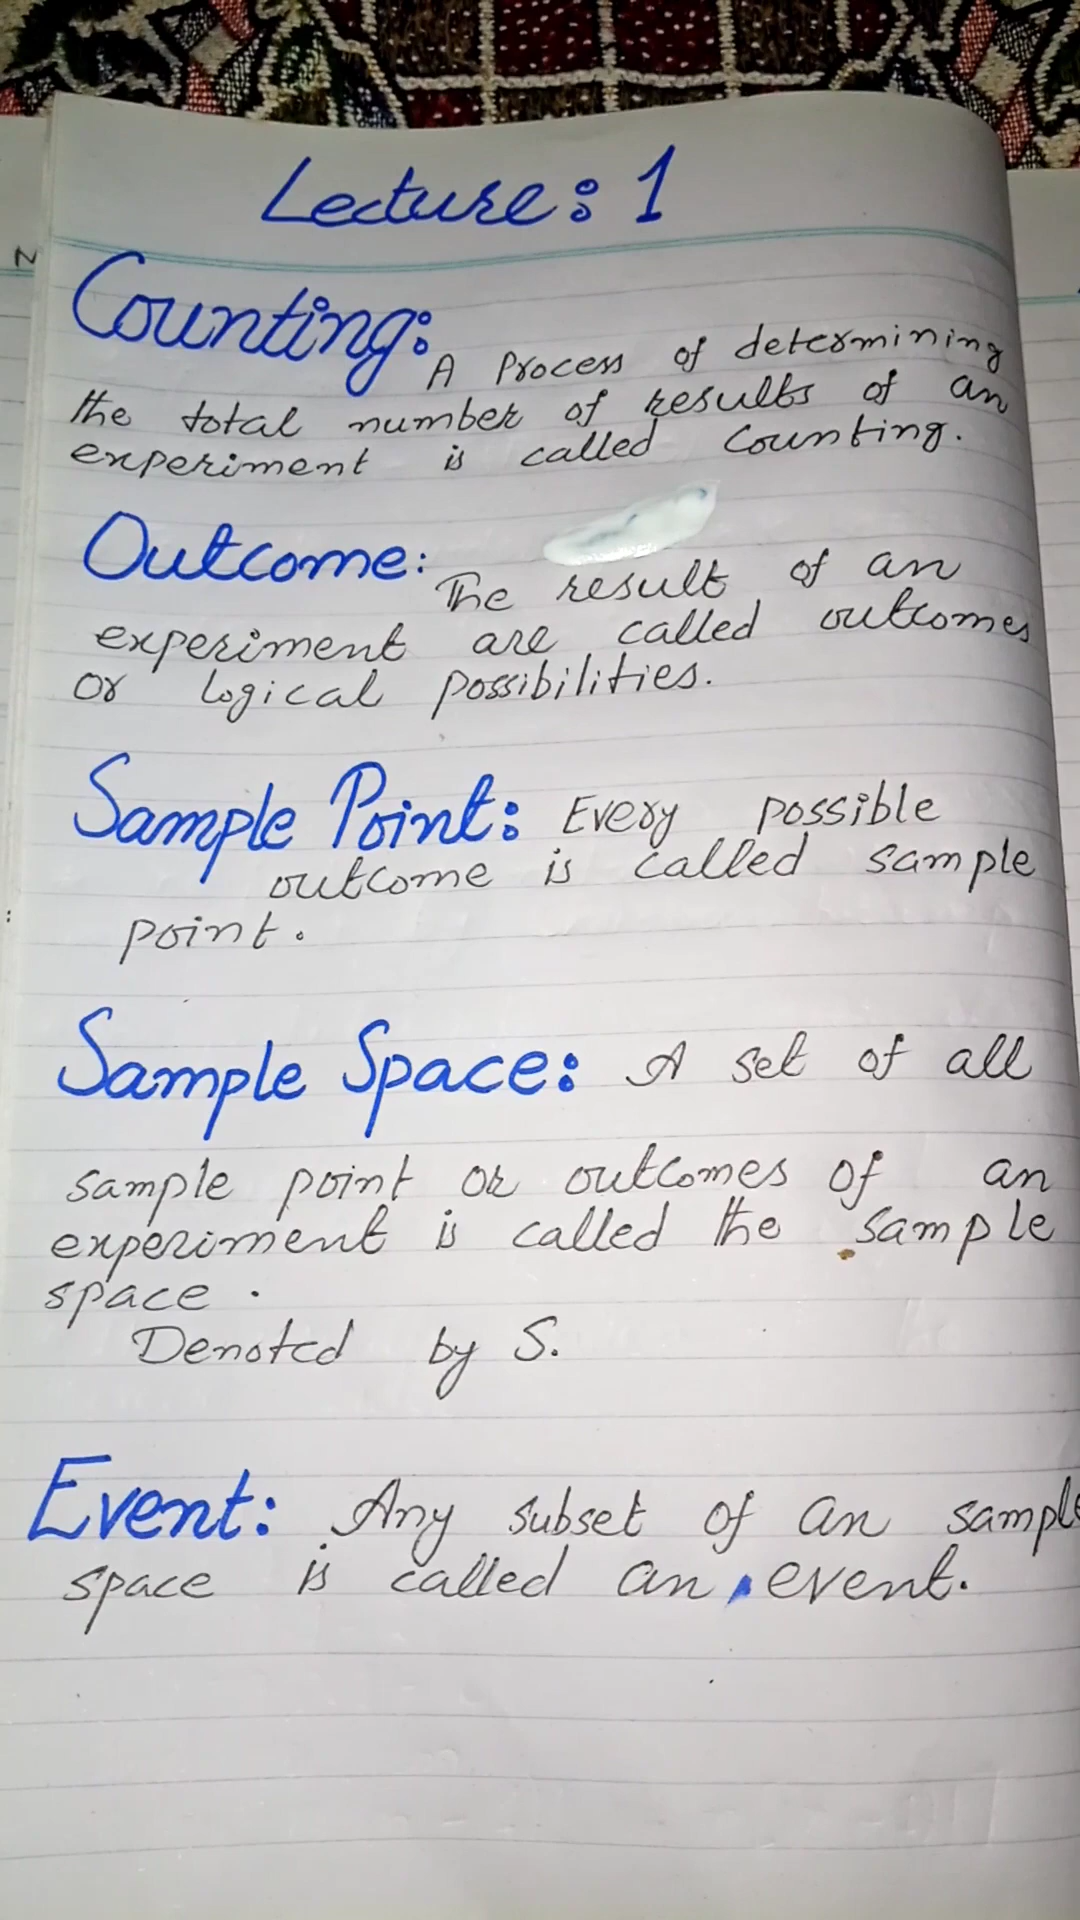 Lecture: 1
Counting:
A Process of determining
the total number of results of an
experiment is called Counting.
Outcome:
The result of an
experiment are called outcomes
or logical possibilities.
Sample Point: Every possible
outcome is called sample
point.
Sample Space: A set of all
sample point or outcomes of an
experiment is called the sample
space.
Denoted by S.
Event: Any subset of an sample
space is called an event.
N
: